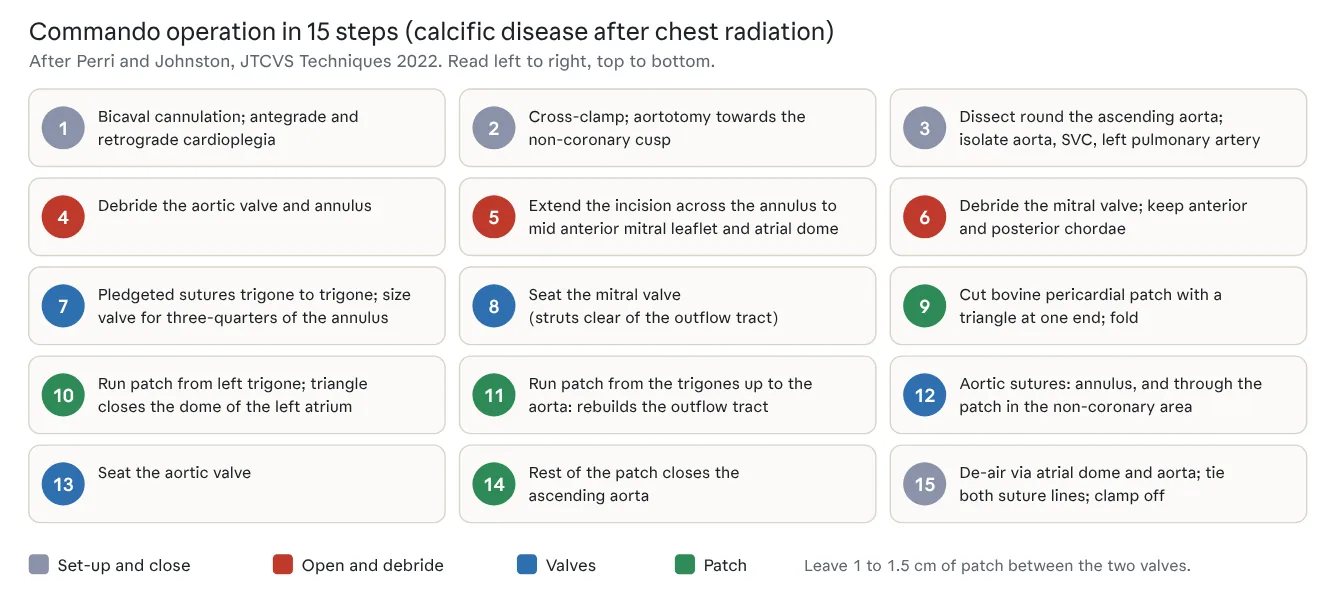 Commando operation in 15 steps (calcific disease after chest radiation)
After Perri and Johnston, JTCVS Techniques 2022. Read left to right, top to bottom.
1
Bicaval cannulation; antegrade and
retrograde cardioplegia
2
Cross-clamp; aortotomy towards the
non-coronary cusp
3
Dissect round the ascending aorta;
isolate aorta, SVC, left pulmonary artery
4
Debride the aortic valve and annulus
5
Extend the incision across the annulus to
mid anterior mitral leaflet and atrial dome
6
Debride the mitral valve; keep anterior
and posterior chordae
7
Pledgeted sutures trigone to trigone; size
valve for three-quarters of the annulus
8
Seat the mitral valve
(struts clear of the outflow tract)
9
Cut bovine pericardial patch with a
triangle at one end; fold
10
Run patch from left trigone; triangle
closes the dome of the left atrium
11
Run patch from the trigones up to the
aorta: rebuilds the outflow tract
12
Aortic sutures: annulus, and through the
patch in the non-coronary area
13
Seat the aortic valve
14
Rest of the patch closes the
ascending aorta
15
De-air via atrial dome and aorta; tie
both suture lines; clamp off
Set-up and close
Open and debride
Valves
Patch
Leave 1 to 1.5 cm of patch between the two valves.